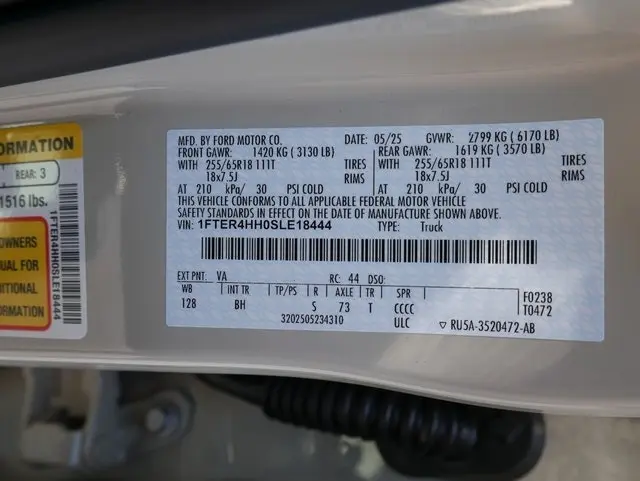 ORMATION
REAR: 3
1516 lbs.
OWNERS
UAL FOR
ITIONAL
RMATION
1FTER4HH0SLE18444
MFD. BY FORD MOTOR CO. DATE: 05/25 GVWR: 2799 KG ( 6170 LB)
FRONT GAWR: 1420 KG ( 3130 LB) REAR GAWR: 1619 KG ( 3570 LB)
WITH 255/65R18 111T TIRES WITH 255/65R18 111T TIRES
18x7.5J RIMS 18x7.5J RIMS
AT 210 kPa/ 30 PSI COLD AT 210 kPa/ 30 PSI COLD
THIS VEHICLE CONFORMS TO ALL APPLICABLE FEDERAL MOTOR VEHICLE
SAFETY STANDARDS IN EFFECT ON THE DATE OF MANUFACTURE SHOWN ABOVE.
VIN: 1FTER4HH0SLE18444 TYPE: Truck
EXT PNT: VA RC: 44 DSO:
WB INT TR TP/PS R AXLE TR SPR F0238
128 BH S 73 T CCCC T0472
3202505234310 ULC ▽ RU5A-3520472-AB